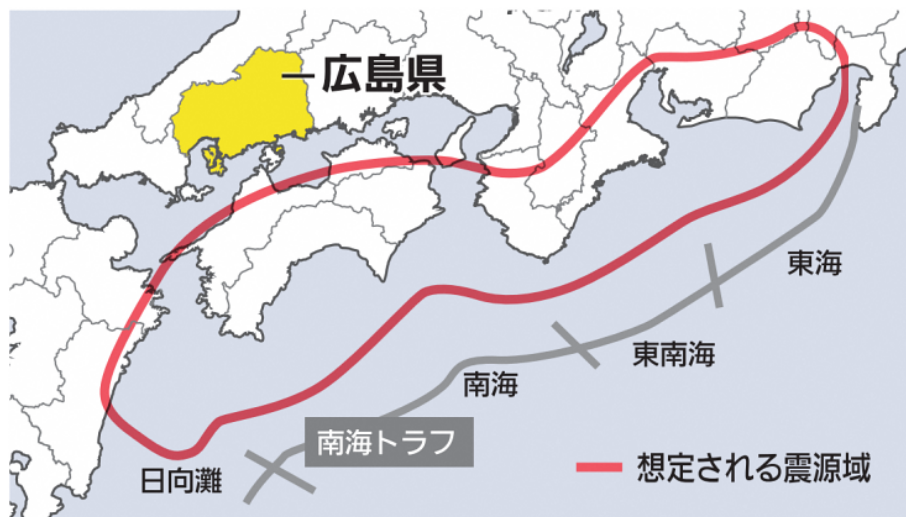 広島県
東海
東南海
南海
南海トラフ
日向灘
想定される震源域